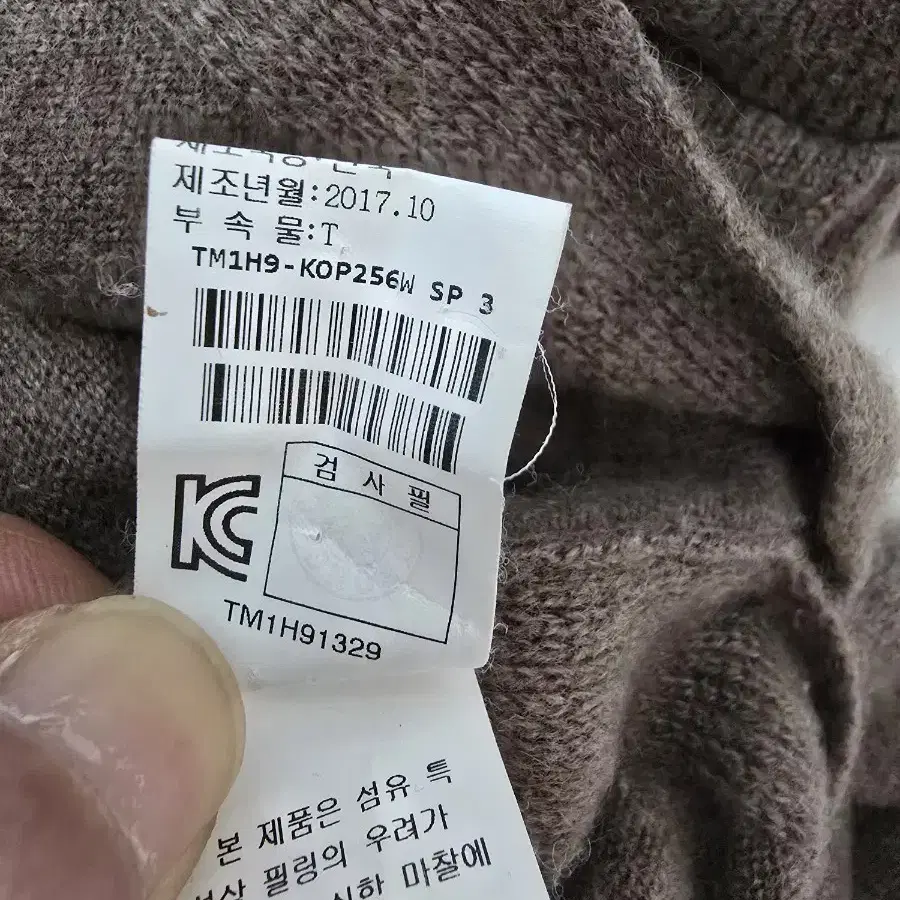 제조년월:2017.10
부 속 물:T
TM1H9-KOP256W SP 3
검 사 필
KC
TM1H91329
본 제품은 섬유 특
필링의 우려가
마찰에